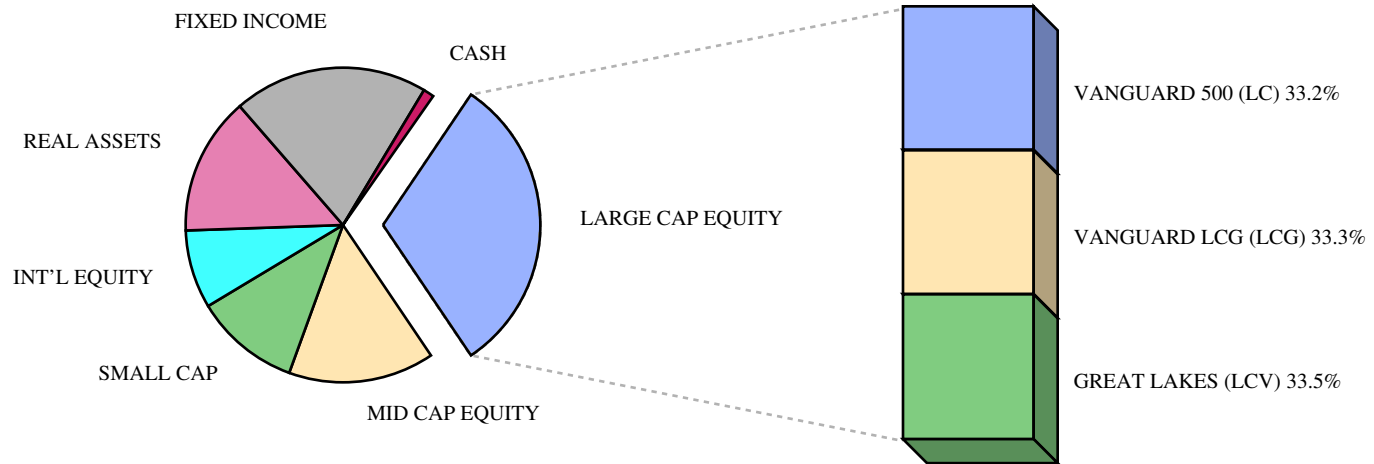 FIXED INCOME
CASH
REAL ASSETS
LARGE CAP EQUITY
INT'L EQUITY
SMALL CAP
MID CAP EQUITY
VANGUARD 500 (LC) 33.2%
VANGUARD LCG (LCG) 33.3%
GREAT LAKES (LCV) 33.5%